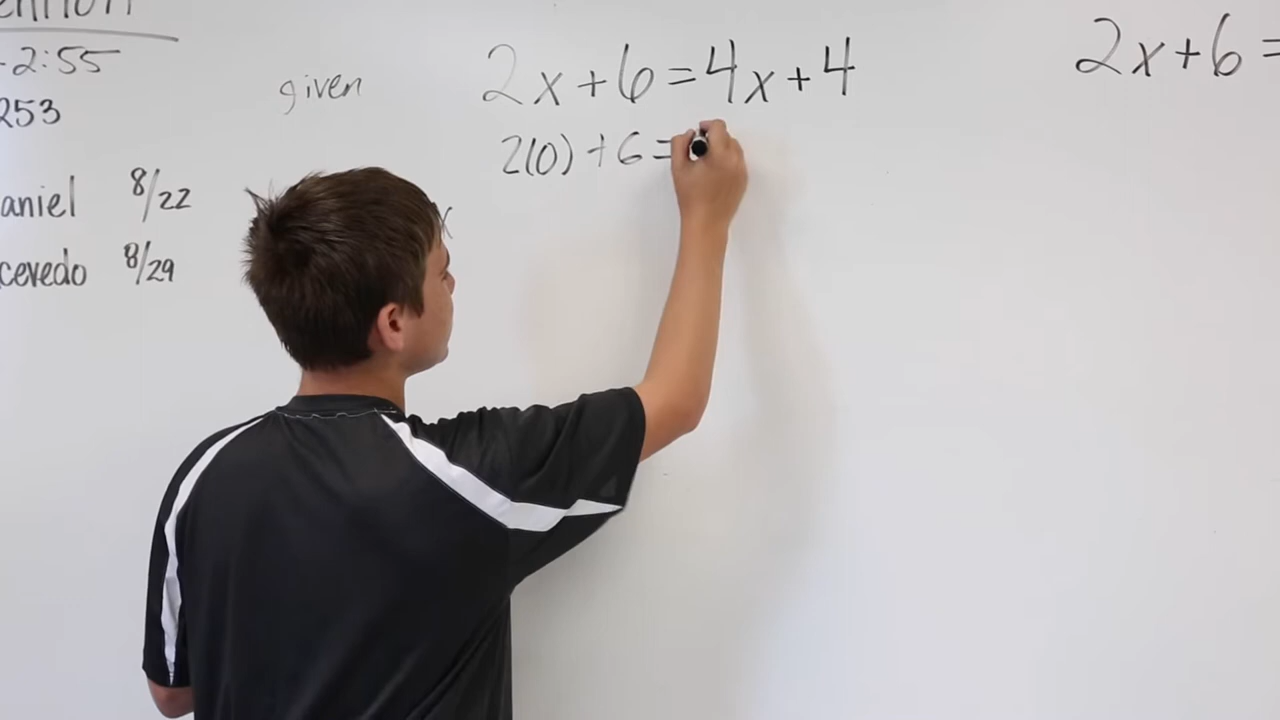 -2:55
253
aniel 8/22
cevedo 8/29
given
2x+6=4x+4
2(0)+6=
x
2x+6=